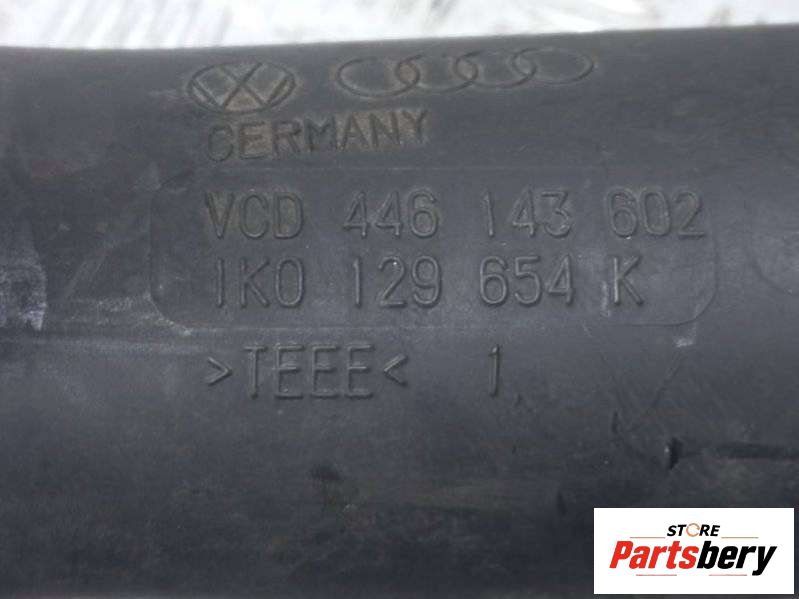 GERMANY
VCD 446 143 602
1K0 129 654 K
>TEEE< 1
STORE
Partsbery